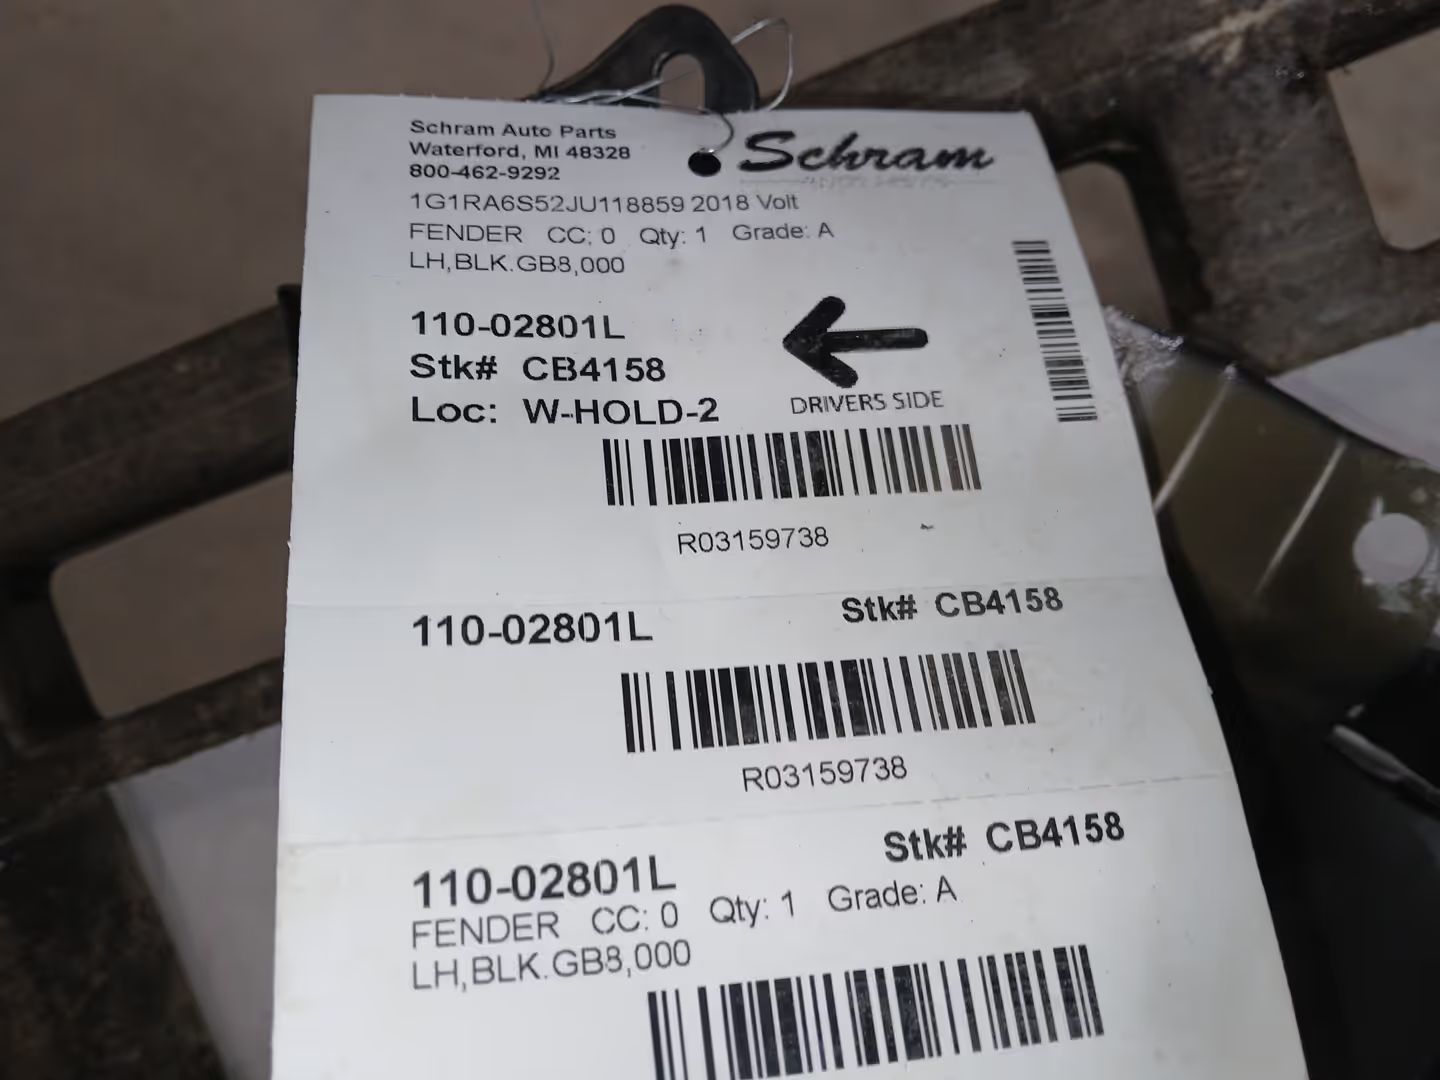 Schram Auto Parts
Waterford, MI 48328
800-462-9292
Schram
1G1RA6S52JU118859 2018 Volt
FENDER CC: 0 Qty: 1 Grade: A
LH,BLK.GB8,000
110-02801L
Stk# CB4158
Loc: W-HOLD-2
DRIVERS SIDE
R03159738
110-02801L Stk# CB4158
R03159738
110-02801L Stk# CB4158
FENDER CC: 0 Qty: 1 Grade: A
LH,BLK.GB8,000